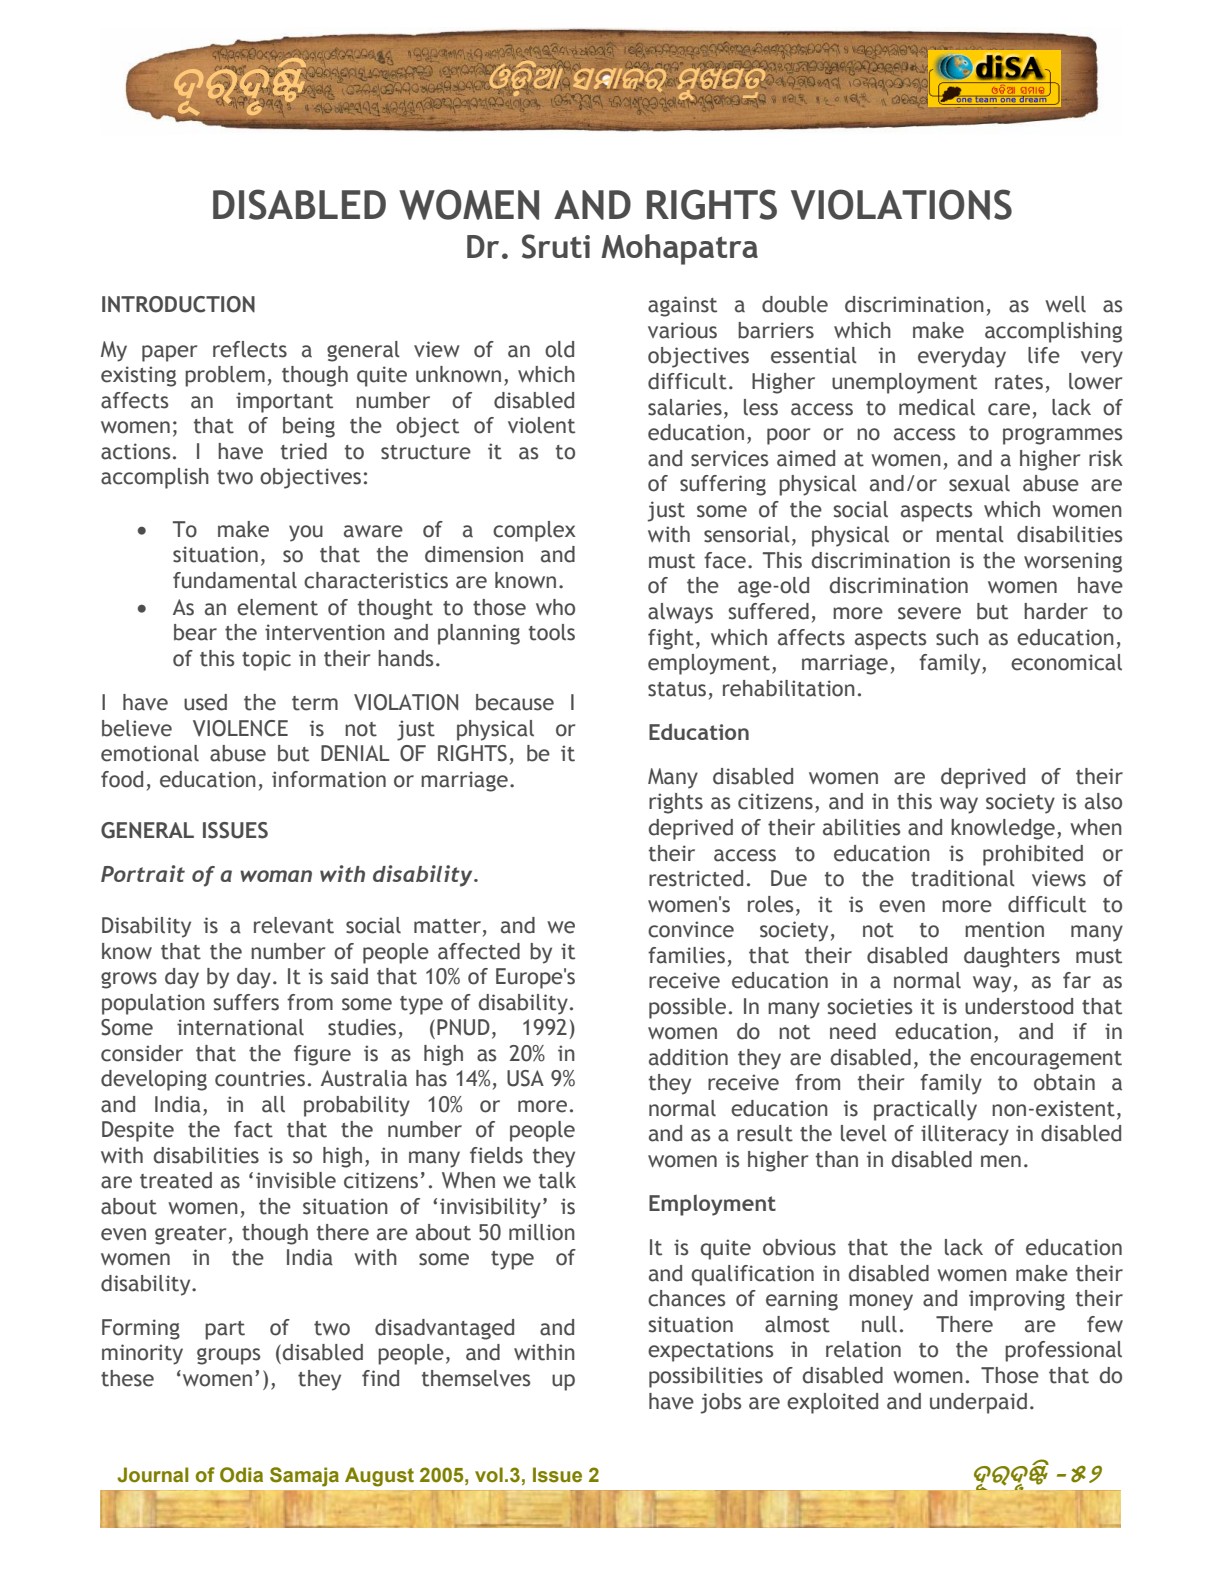 ଦୂରଦୃଷ୍ଟି
ଓଡ଼ିଆ ସମାଜର ମୁଖପତ୍ର
diSA
ଓଡ଼ିଆ ସମାଜ
one team one dream
DISABLED WOMEN AND RIGHTS VIOLATIONS
Dr. Sruti Mohapatra
INTRODUCTION
My paper reflects a general view of an old
existing problem, though quite unknown, which
affects an important number of disabled
women; that of being the object of violent
actions. I have tried to structure it as to
accomplish two objectives:
• To make you aware of a complex
situation, so that the dimension and
fundamental characteristics are known.
• As an element of thought to those who
bear the intervention and planning tools
of this topic in their hands.
I have used the term VIOLATION because I
believe VIOLENCE is not just physical or
emotional abuse but DENIAL OF RIGHTS, be it
food, education, information or marriage.
GENERAL ISSUES
Portrait of a woman with disability.
Disability is a relevant social matter, and we
know that the number of people affected by it
grows day by day. It is said that 10% of Europe's
population suffers from some type of disability.
Some international studies, (PNUD, 1992)
consider that the figure is as high as 20% in
developing countries. Australia has 14%, USA 9%
and India, in all probability 10% or more.
Despite the fact that the number of people
with disabilities is so high, in many fields they
are treated as ‘invisible citizens’. When we talk
about women, the situation of ‘invisibility’ is
even greater, though there are about 50 million
women in the India with some type of
disability.
Forming part of two disadvantaged and
minority groups (disabled people, and within
these ‘women’), they find themselves up
against a double discrimination, as well as
various barriers which make accomplishing
objectives essential in everyday life very
difficult. Higher unemployment rates, lower
salaries, less access to medical care, lack of
education, poor or no access to programmes
and services aimed at women, and a higher risk
of suffering physical and/or sexual abuse are
just some of the social aspects which women
with sensorial, physical or mental disabilities
must face. This discrimination is the worsening
of the age-old discrimination women have
always suffered, more severe but harder to
fight, which affects aspects such as education,
employment, marriage, family, economical
status, rehabilitation.
Education
Many disabled women are deprived of their
rights as citizens, and in this way society is also
deprived of their abilities and knowledge, when
their access to education is prohibited or
restricted. Due to the traditional views of
women's roles, it is even more difficult to
convince society, not to mention many
families, that their disabled daughters must
receive education in a normal way, as far as
possible. In many societies it is understood that
women do not need education, and if in
addition they are disabled, the encouragement
they receive from their family to obtain a
normal education is practically non-existent,
and as a result the level of illiteracy in disabled
women is higher than in disabled men.
Employment
It is quite obvious that the lack of education
and qualification in disabled women make their
chances of earning money and improving their
situation almost null. There are few
expectations in relation to the professional
possibilities of disabled women. Those that do
have jobs are exploited and underpaid.
Journal of Odia Samaja August 2005, vol.3, Issue 2
ଦୂରଦୃଷ୍ଟି - ୫୨